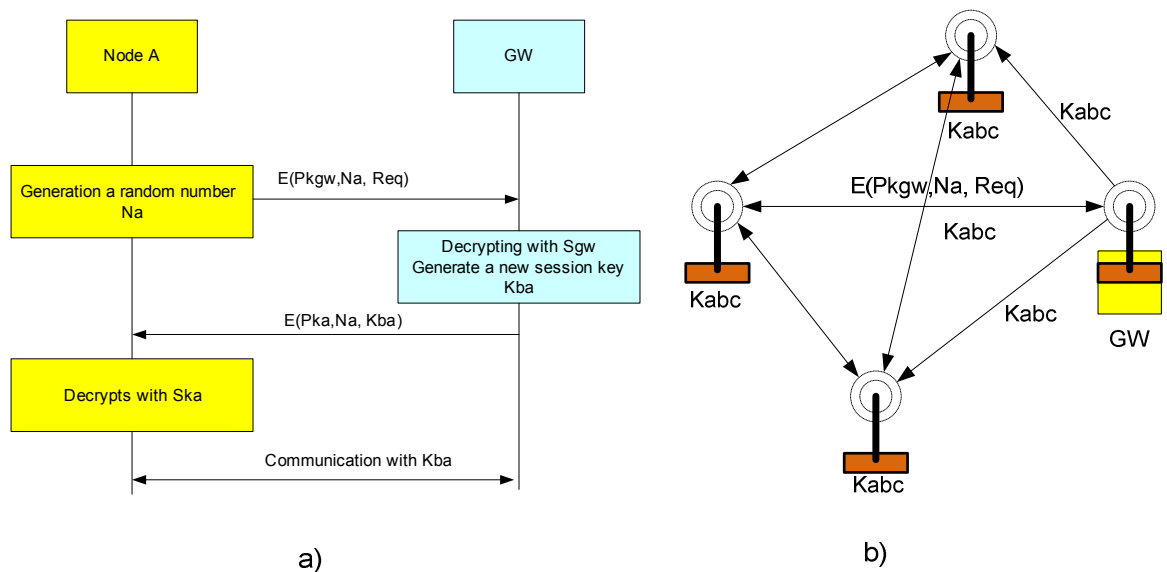 Node A
GW
Generation a random number
Na
E(Pkgw,Na, Req)
Decrypting with Sgw
Generate a new session key
Kba
E(Pka,Na, Kba)
Decrypts with Ska
Communication with Kba
a)
Kabc
Kabc
E(Pkgw,Na, Req)
Kabc
Kabc
Kabc
GW
Kabc
b)